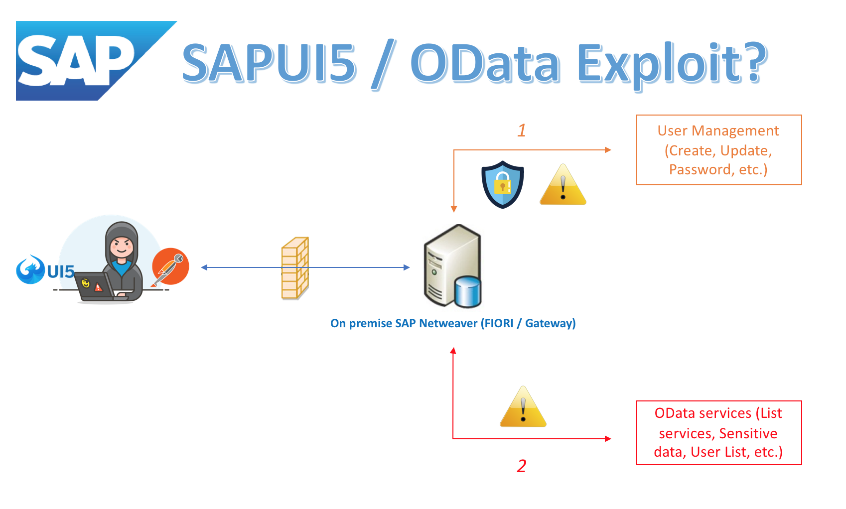 SAP
SAPUI5 / OData Exploit?
1
User Management
(Create, Update,
Password, etc.)
UI5
On premise SAP Netweaver (FIORI / Gateway)
OData services (List
services, Sensitive
data, User List, etc.)
2